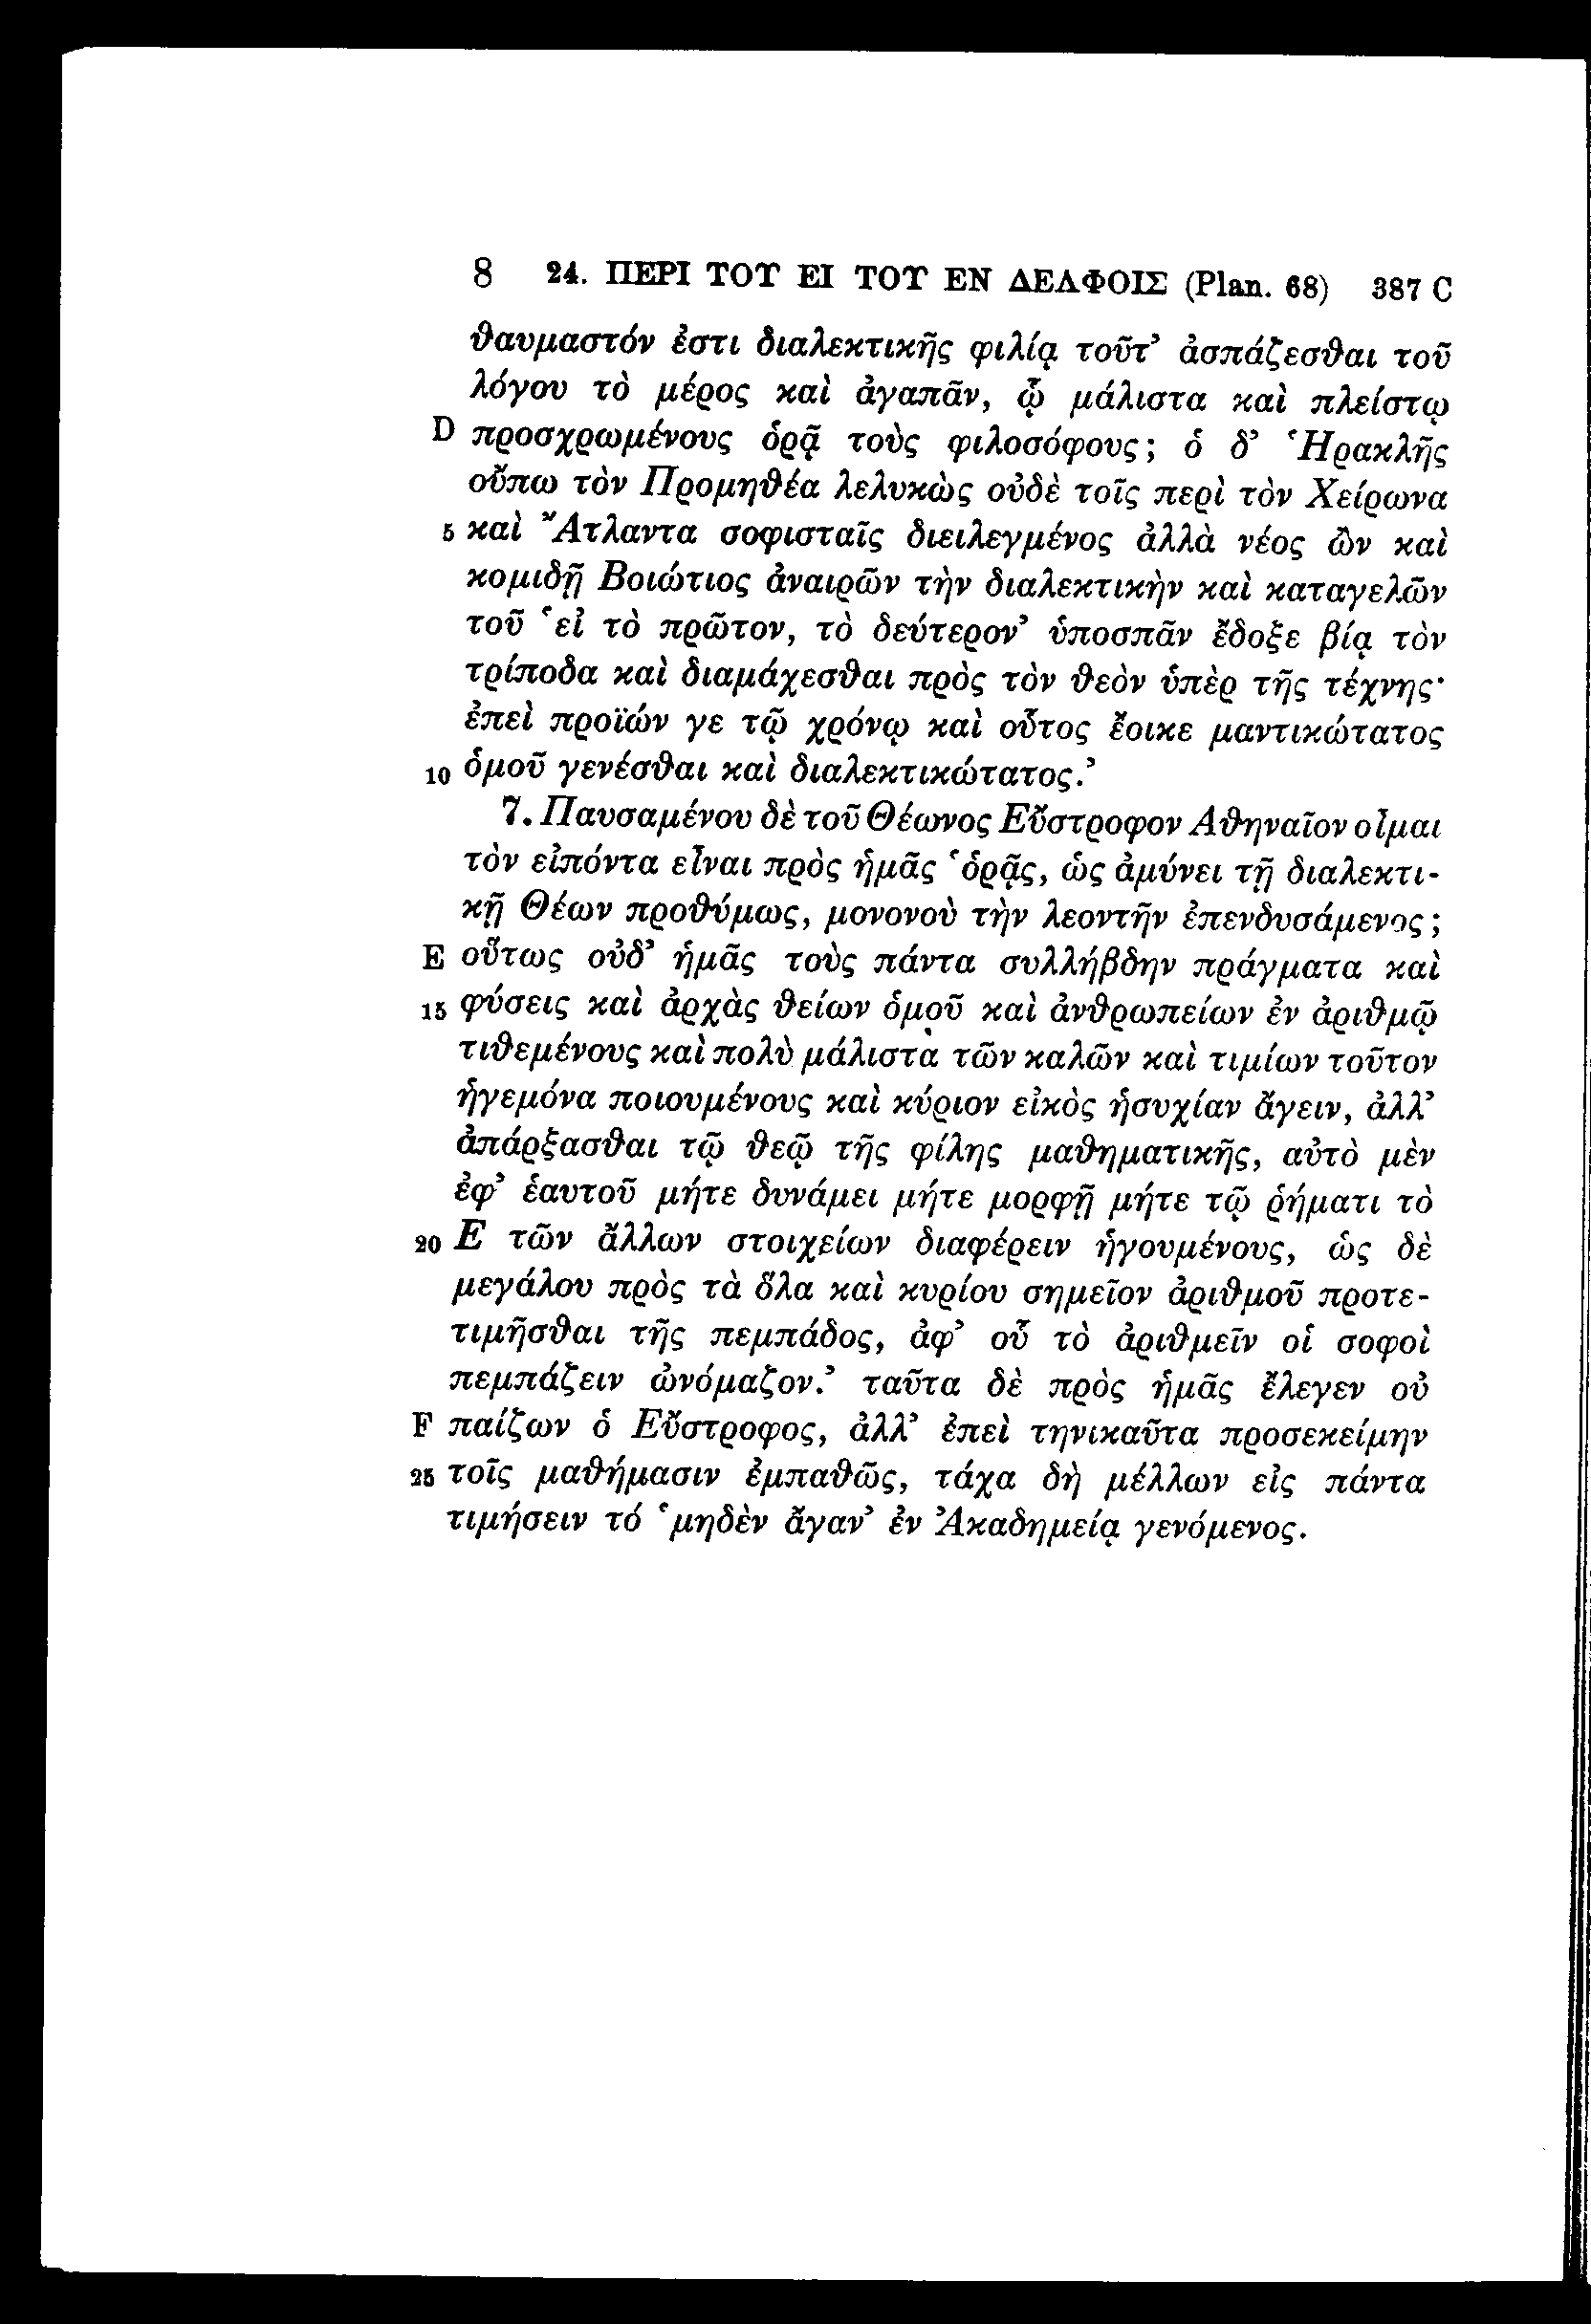 8 24. ΠΕΡΙ ΤΟΥ ΕΙ ΤΟΥ ΕΝ ΔΕΛΦΟΙΣ (Plan. 68) 387 C
θαυμαστόν ἐστι διαλεκτικῆς φιλίᾳ τοῦτ’ ἀσπάζεσθαι τοῦ
λόγου τὸ μέρος καὶ ἀγαπᾶν, ᾧ μάλιστα καὶ πλείστῳ
D προσχρωμένους ὁρᾷ τοὺς φιλοσόφους; ὁ δ’ Ἡρακλῆς
οὔπω τὸν Προμηθέα λελυκὼς οὐδὲ τοῖς περὶ τὸν Χείρωνα
5 καὶ Ἄτλαντα σοφισταῖς διειλεγμένος ἀλλὰ νέος ὢν καὶ
κομιδῇ Βοιώτιος ἀναιρῶν τὴν διαλεκτικὴν καὶ καταγελῶν
τοῦ ‘εἰ τὸ πρῶτον, τὸ δεύτερον’ ὑποσπᾶν ἔδοξε βίᾳ τὸν
τρίποδα καὶ διαμάχεσθαι πρὸς τὸν θεὸν ὑπὲρ τῆς τέχνης·
ἐπεὶ προϊών γε τῷ χρόνῳ καὶ οὗτος ἔοικε μαντικώτατος
10 ὁμοῦ γενέσθαι καὶ διαλεκτικώτατος.’
7. Παυσαμένου δὲ τοῦ Θέωνος Εὔστροφον Ἀθηναῖον οἶμαι
τὸν εἰπόντα εἶναι πρὸς ἡμᾶς ‘ὁρᾷς, ὡς ἀμύνει τῇ διαλεκτι-
κῇ Θέων προθύμως, μονονοὺ τὴν λεοντῆν ἐπενδυσάμενος;
E οὕτως οὐδ’ ἡμᾶς τοὺς πάντα συλλήβδην πράγματα καὶ
15 φύσεις καὶ ἀρχὰς θείων ὁμοῦ καὶ ἀνθρωπείων ἐν ἀριθμῷ
τιθεμένους καὶ πολὺ μάλιστα τῶν καλῶν καὶ τιμίων τοῦτον
ἡγεμόνα ποιουμένους καὶ κύριον εἰκὸς ἡσυχίαν ἄγειν, ἀλλ’
ἀπάρξασθαι τῷ θεῷ τῆς φίλης μαθηματικῆς, αὐτὸ μὲν
ἐφ’ ἑαυτοῦ μήτε δυνάμει μήτε μορφῇ μήτε τῷ ῥήματι τὸ
20 Ε τῶν ἄλλων στοιχείων διαφέρειν ἡγουμένους, ὡς δὲ
μεγάλου πρὸς τὰ ὅλα καὶ κυρίου σημεῖον ἀριθμοῦ προτε-
τιμῆσθαι τῆς πεμπάδος, ἀφ’ οὗ τὸ ἀριθμεῖν οἱ σοφοὶ
πεμπάζειν ὠνόμαζον.’ ταῦτα δὲ πρὸς ἡμᾶς ἔλεγεν οὐ
F παίζων ὁ Εὔστροφος, ἀλλ’ ἐπεὶ τηνικαῦτα προσεκείμην
25 τοῖς μαθήμασιν ἐμπαθῶς, τάχα δὴ μέλλων εἰς πάντα
τιμήσειν τό ‘μηδὲν ἄγαν’ ἐν Ἀκαδημείᾳ γενόμενος.